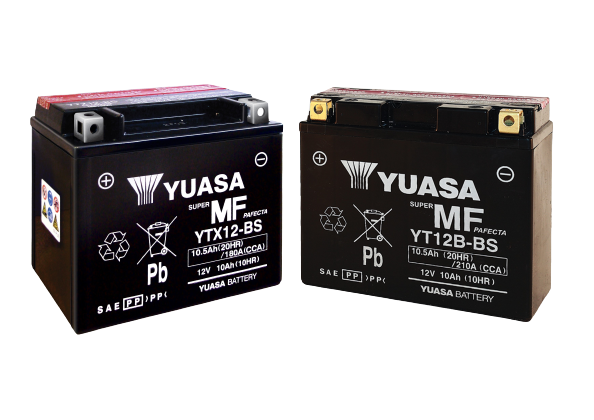 YUASA
SUPER MF PAFECTA
YTX12-BS
10.5Ah(20HR)
/180A(CCA)
12V 10Ah(10HR)
Pb
SAE PP >PP<
YUASA BATTERY
YUASA
SUPER MF PAFECTA
YT12B-BS
10.5Ah(20HR)
/210A(CCA)
12V 10Ah(10HR)
Pb
SAE PP >PP<
YUASA BATTERY